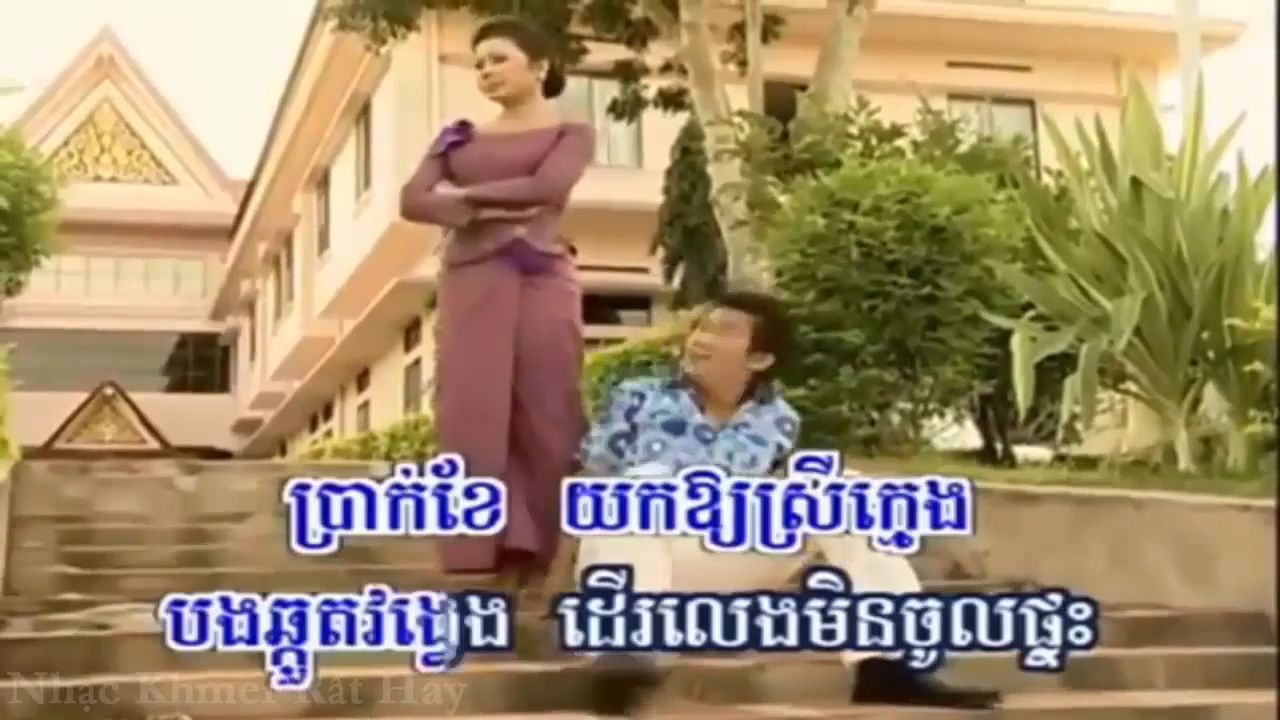 ប្រាក់ខែ យកឱ្យស្រីក្មេង
បងឆ្កួតវង្វេង ដើរលេងមិនចូលផ្ទះ
Nhạc Khmer Rất Hay